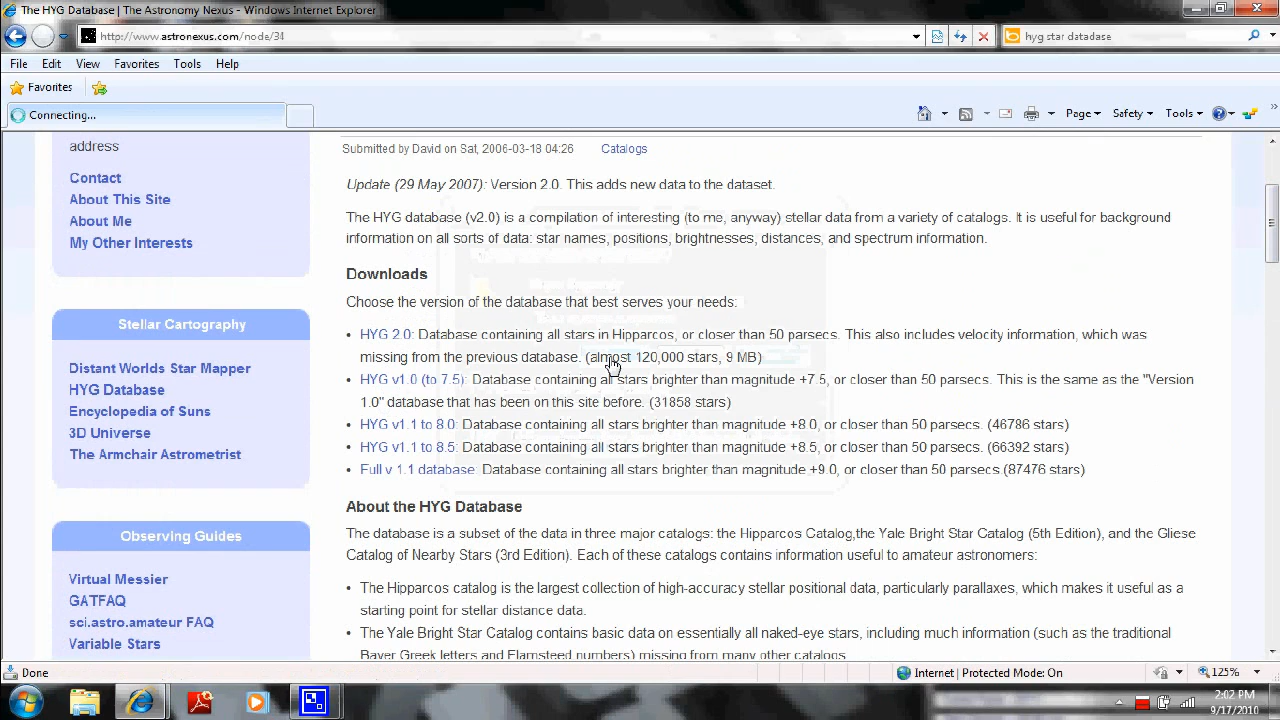 The HYG Database | The Astronomy Nexus - Windows Internet Explorer
http://www.astronexus.com/node/34
hyg star datadase
File Edit View Favorites Tools Help
Favorites
Connecting...
Page Safety Tools
address
Contact
About This Site
About Me
My Other Interests
Stellar Cartography
Distant Worlds Star Mapper
HYG Database
Encyclopedia of Suns
3D Universe
The Armchair Astrometrist
Observing Guides
Virtual Messier
GATFAQ
sci.astro.amateur FAQ
Variable Stars
Submitted by David on Sat, 2006-03-18 04:26 Catalogs
Update (29 May 2007): Version 2.0. This adds new data to the dataset.
The HYG database (v2.0) is a compilation of interesting (to me, anyway) stellar data from a variety of catalogs. It is useful for background
information on all sorts of data: star names, positions, brightnesses, distances, and spectrum information.
Downloads
Choose the version of the database that best serves your needs:
• HYG 2.0: Database containing all stars in Hipparcos, or closer than 50 parsecs. This also includes velocity information, which was
missing from the previous database. (almost 120,000 stars, 9 MB)
• HYG v1.0 (to 7.5): Database containing all stars brighter than magnitude +7.5, or closer than 50 parsecs. This is the same as the "Version
1.0" database that has been on this site before. (31858 stars)
• HYG v1.1 to 8.0: Database containing all stars brighter than magnitude +8.0, or closer than 50 parsecs. (46786 stars)
• HYG v1.1 to 8.5: Database containing all stars brighter than magnitude +8.5, or closer than 50 parsecs. (66392 stars)
• Full v 1.1 database: Database containing all stars brighter than magnitude +9.0, or closer than 50 parsecs (87476 stars)
About the HYG Database
The database is a subset of the data in three major catalogs: the Hipparcos Catalog,the Yale Bright Star Catalog (5th Edition), and the Gliese
Catalog of Nearby Stars (3rd Edition). Each of these catalogs contains information useful to amateur astronomers:
• The Hipparcos catalog is the largest collection of high-accuracy stellar positional data, particularly parallaxes, which makes it useful as a
starting point for stellar distance data.
• The Yale Bright Star Catalog contains basic data on essentially all naked-eye stars, including much information (such as the traditional
Bayer Greek letters and Flamsteed numbers) missing from many other catalogs
Done
Internet | Protected Mode: On
125%
2:02 PM
9/17/2010